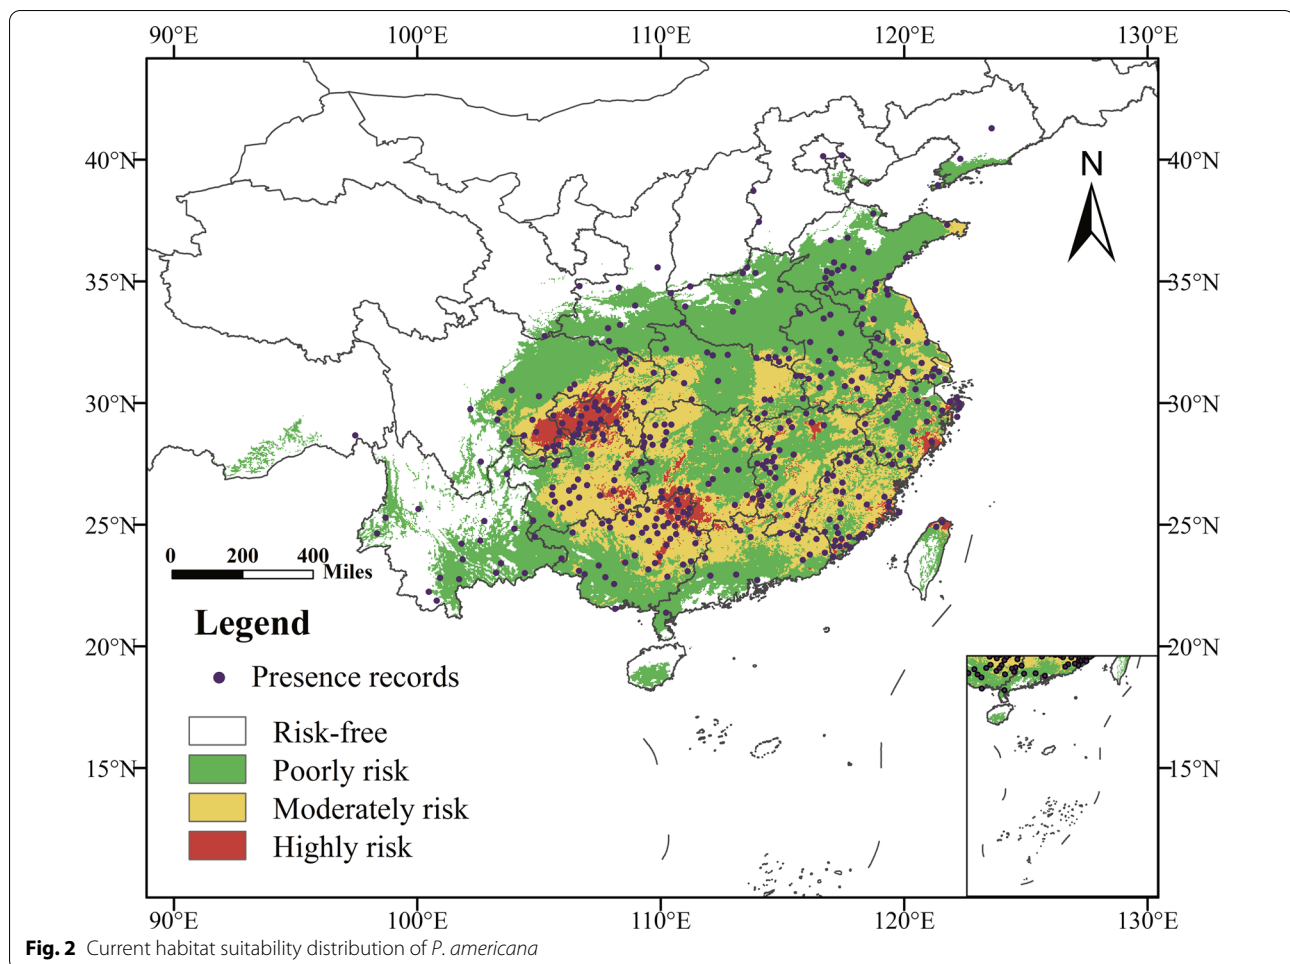 90°E 100°E 110°E 120°E 130°E
N
40°N 40°N
35°N 35°N
30°N 30°N
25°N 25°N
0 200 400
Miles
Legend
20°N 20°N
Presence records
Risk-free
15°N 15°N
Poorly risk
Moderately risk
Highly risk
90°E 100°E 110°E 120°E 130°E
Fig. 2 Current habitat suitability distribution of P. americana